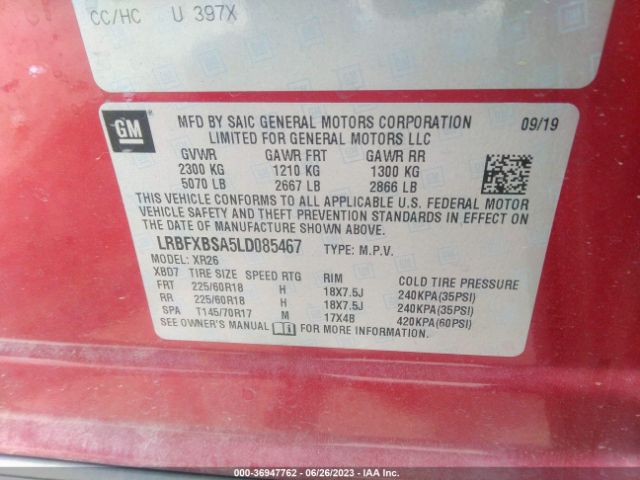 CC/HC U 397X
GM
MFD BY SAIC GENERAL MOTORS CORPORATION 09/19
LIMITED FOR GENERAL MOTORS LLC
GVWR GAWR FRT GAWR RR
2300 KG 1210 KG 1300 KG
5070 LB 2667 LB 2866 LB
THIS VEHICLE CONFORMS TO ALL APPLICABLE U.S. FEDERAL MOTOR
VEHICLE SAFETY AND THEFT PREVENTION STANDARDS IN EFFECT ON
THE DATE OF MANUFACTURE SHOWN ABOVE.
LRBFXBSA5LD085467 TYPE: M.P.V.
MODEL: XR26
XBD7 TIRE SIZE SPEED RTG RIM COLD TIRE PRESSURE
FRT 225/60R18 H 18X7.5J 240KPA(35PSI)
RR 225/60R18 H 18X7.5J 240KPA(35PSI)
SPA T145/70R17 M 17X4B 420KPA(60PSI)
SEE OWNER'S MANUAL FOR MORE INFORMATION.
000-36947762 | 06/26/2023 | IAA Inc.